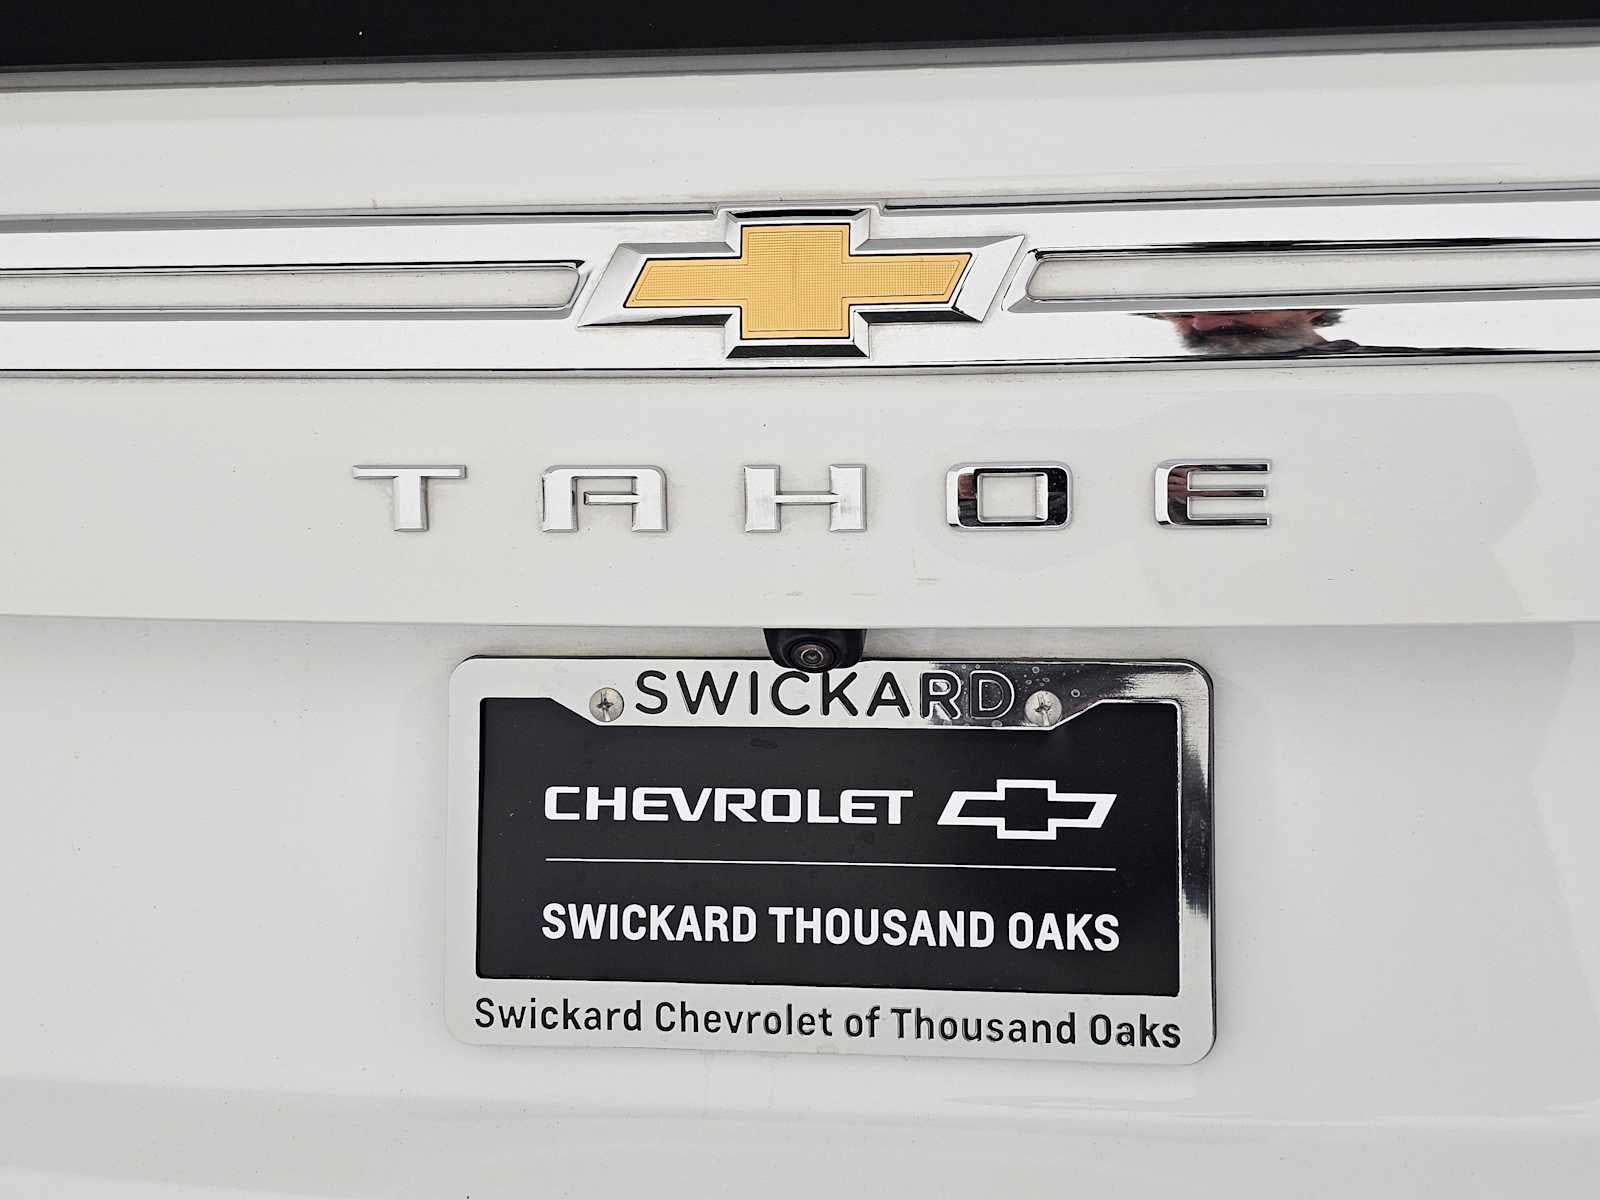 TAHOE
SWICKARD
CHEVROLET
SWICKARD THOUSAND OAKS
Swickard Chevrolet of Thousand Oaks